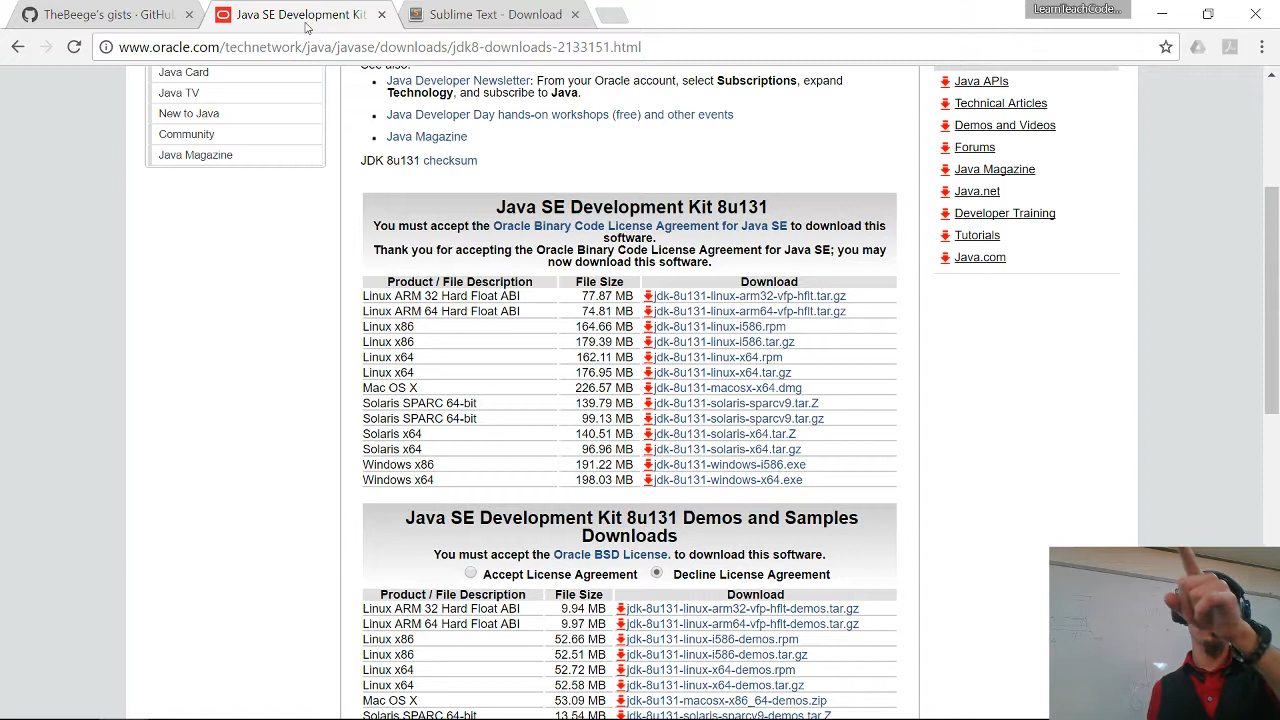 TheBeege's gists · GitHub
Java SE Development Kit
Sublime Text - Download
LearnTeachCode...
www.oracle.com/technetwork/java/javase/downloads/jdk8-downloads-2133151.html
Java Card
Java TV
New to Java
Community
Java Magazine
See also:
Java Developer Newsletter: From your Oracle account, select Subscriptions, expand
Technology, and subscribe to Java.
Java Developer Day hands-on workshops (free) and other events
Java Magazine
JDK 8u131 checksum
Java SE Development Kit 8u131
You must accept the Oracle Binary Code License Agreement for Java SE to download this
software.
Thank you for accepting the Oracle Binary Code License Agreement for Java SE; you may
now download this software.
Product / File Description File Size Download
Linux ARM 32 Hard Float ABI 77.87 MB jdk-8u131-linux-arm32-vfp-hflt.tar.gz
Linux ARM 64 Hard Float ABI 74.81 MB jdk-8u131-linux-arm64-vfp-hflt.tar.gz
Linux x86 164.66 MB jdk-8u131-linux-i586.rpm
Linux x86 179.39 MB jdk-8u131-linux-i586.tar.gz
Linux x64 162.11 MB jdk-8u131-linux-x64.rpm
Linux x64 176.95 MB jdk-8u131-linux-x64.tar.gz
Mac OS X 226.57 MB jdk-8u131-macosx-x64.dmg
Solaris SPARC 64-bit 139.79 MB jdk-8u131-solaris-sparcv9.tar.Z
Solaris SPARC 64-bit 99.13 MB jdk-8u131-solaris-sparcv9.tar.gz
Solaris x64 140.51 MB jdk-8u131-solaris-x64.tar.Z
Solaris x64 96.96 MB jdk-8u131-solaris-x64.tar.gz
Windows x86 191.22 MB jdk-8u131-windows-i586.exe
Windows x64 198.03 MB jdk-8u131-windows-x64.exe
Java SE Development Kit 8u131 Demos and Samples
Downloads
You must accept the Oracle BSD License. to download this software.
Accept License Agreement Decline License Agreement
Product / File Description File Size Download
Linux ARM 32 Hard Float ABI 9.94 MB jdk-8u131-linux-arm32-vfp-hflt-demos.tar.gz
Linux ARM 64 Hard Float ABI 9.97 MB jdk-8u131-linux-arm64-vfp-hflt-demos.tar.gz
Linux x86 52.66 MB jdk-8u131-linux-i586-demos.rpm
Linux x86 52.51 MB jdk-8u131-linux-i586-demos.tar.gz
Linux x64 52.72 MB jdk-8u131-linux-x64-demos.rpm
Linux x64 52.58 MB jdk-8u131-linux-x64-demos.tar.gz
Mac OS X 53.09 MB jdk-8u131-macosx-x86_64-demos.zip
Solaris SPARC 64-bit 13.54 MB jdk-8u131-solaris-sparcv9-demos.tar.Z
Java APIs
Technical Articles
Demos and Videos
Forums
Java Magazine
Java.net
Developer Training
Tutorials
Java.com